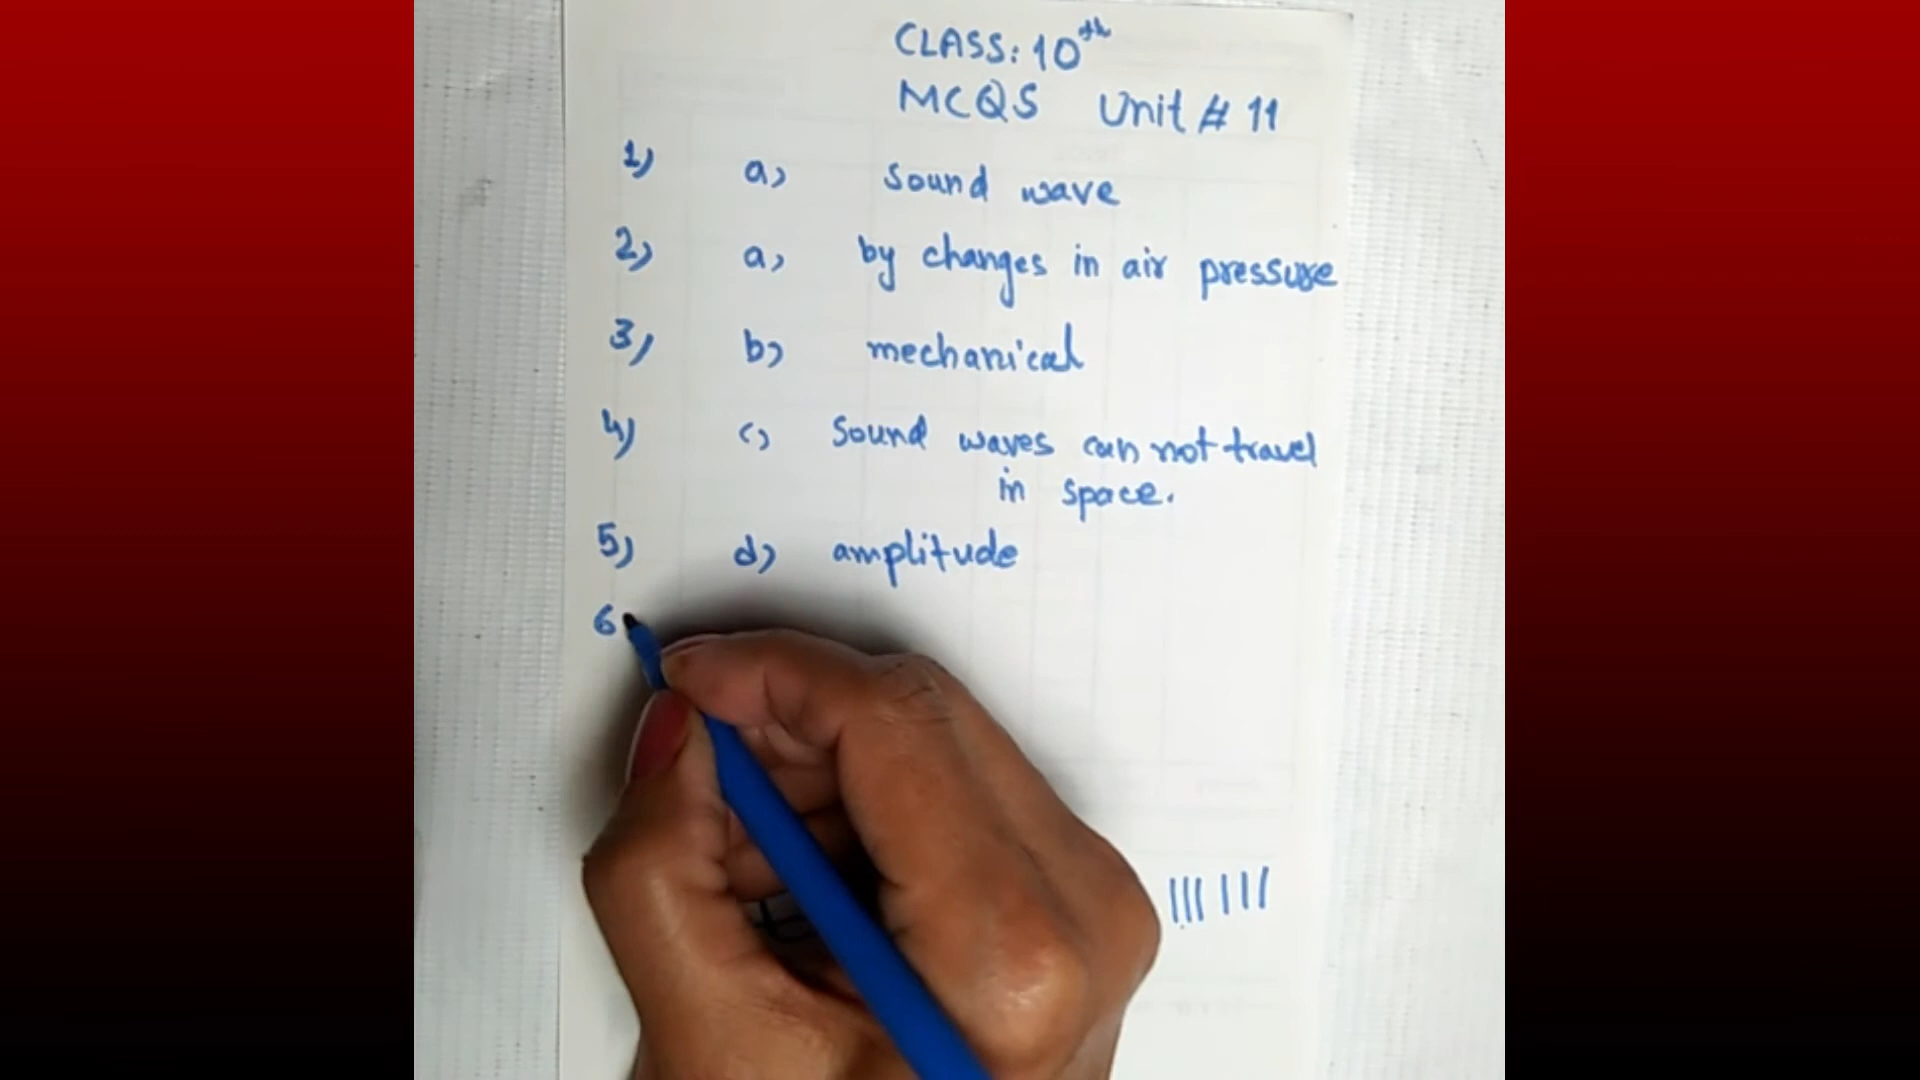 CLASS: 10th
MCQS Unit # 11
1) a) sound wave
2) a) by changes in air pressure
3) b) mechanical
4) c) Sound waves can not travel
in space.
5) d) amplitude
6